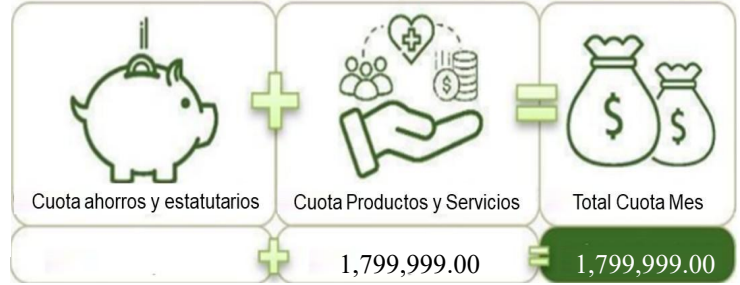 Cuota ahorros y estatutarios
Cuota Productos y Servicios
Total Cuota Mes
1,799,999.00
1,799,999.00